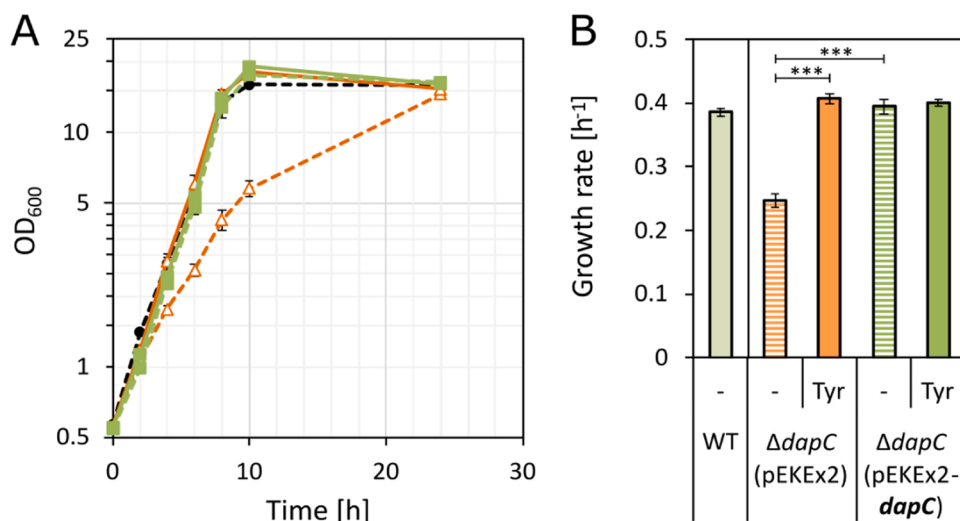 A
25
10
5
1
0.5
OD600
0
10
20
30
Time [h]
B
0.5
0.4
0.3
0.2
0.1
0
Growth rate [h-1]
***
***
-
-
Tyr
-
Tyr
WT
ΔdapC
(pEKEx2)
ΔdapC
(pEKEx2-
dapC)